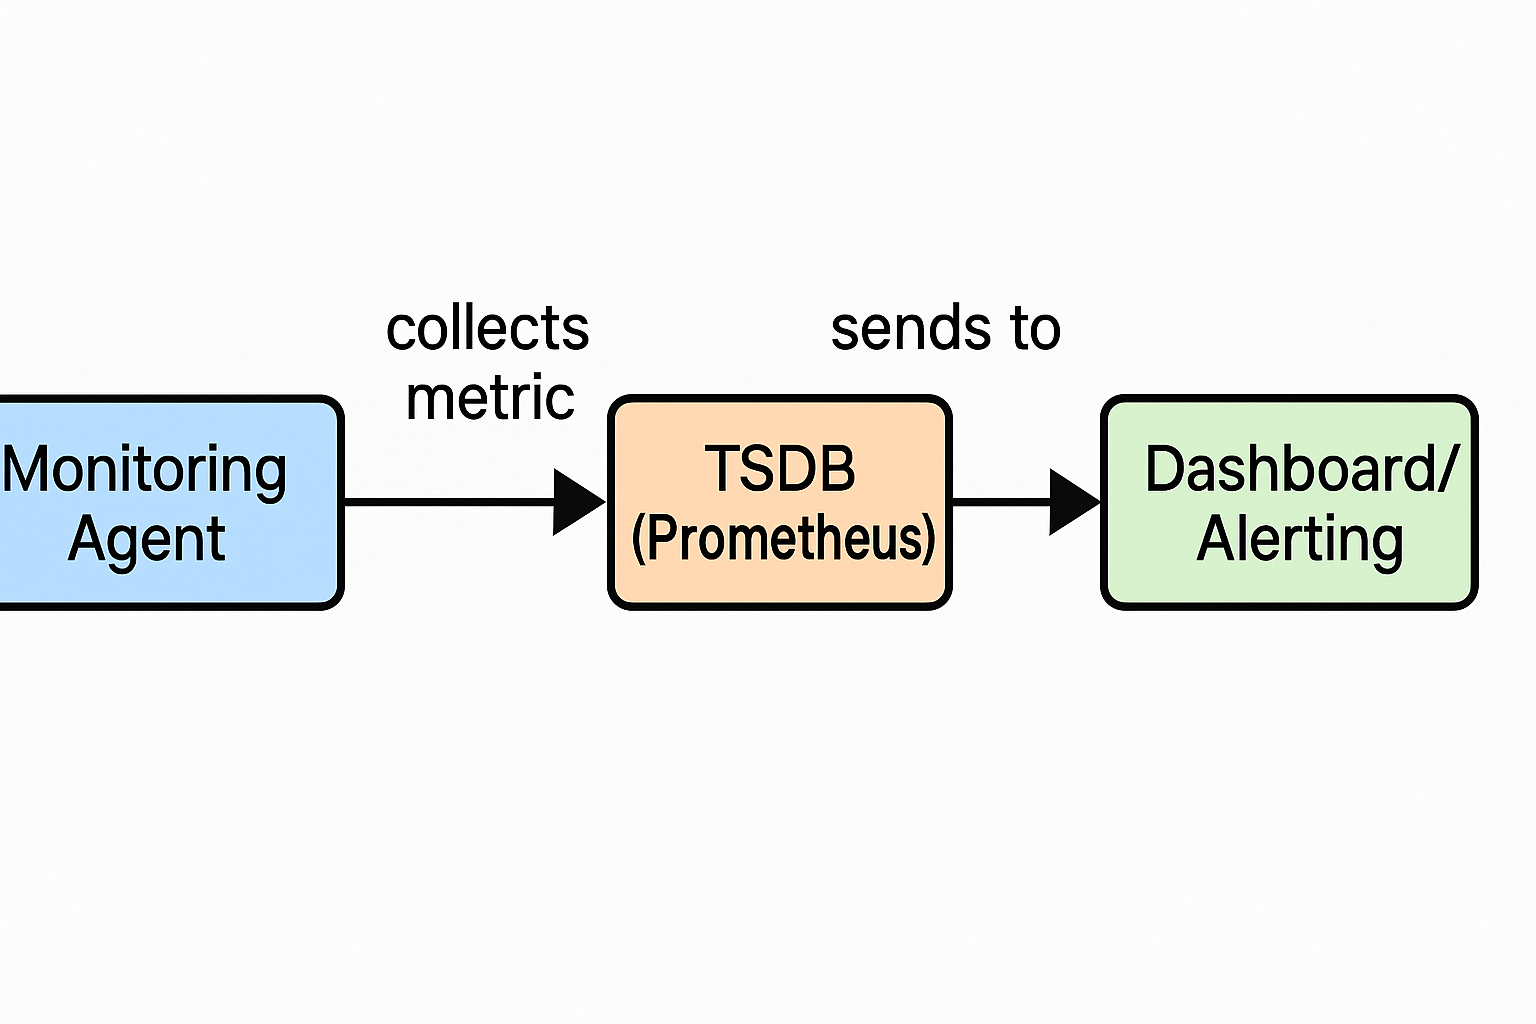 collects
metric
sends to
Monitoring
Agent
TSDB
(Prometheus)
Dashboard/
Alerting